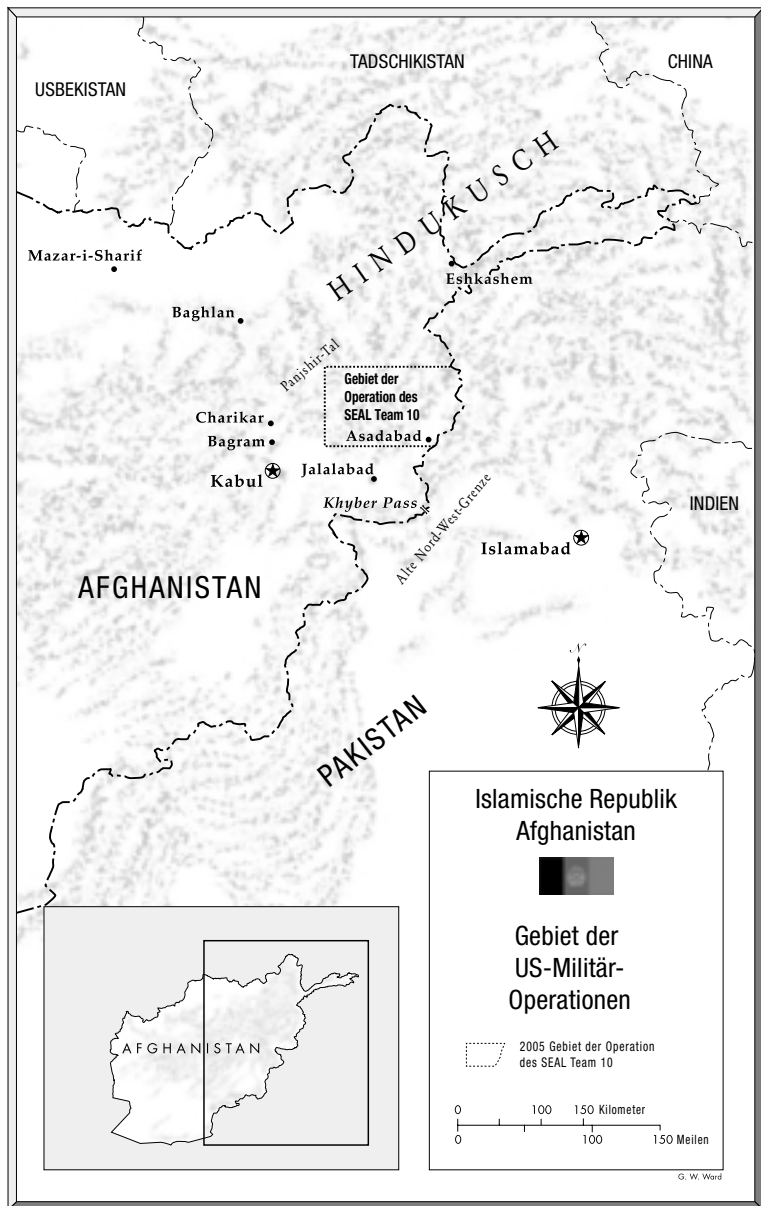 TADSCHIKISTAN
CHINA
USBEKISTAN
HINDUKUSCH
Mazar-i-Sharif
Eshkashem
Baghlan
Panjshir-Tal
Gebiet der
Operation des
SEAL Team 10
Charikar
Asadabad
Bagram
Jalalabad
Kabul
Khyber Pass
INDIEN
Alte Nord-West-Grenze
Islamabad
AFGHANISTAN
N
PAKISTAN
Islamische Republik
Afghanistan
Gebiet der
US-Militär-
Operationen
2005 Gebiet der Operation
des SEAL Team 10
0 100 150 Kilometer
0 100 150 Meilen
AFGHANISTAN
G. W. Ward